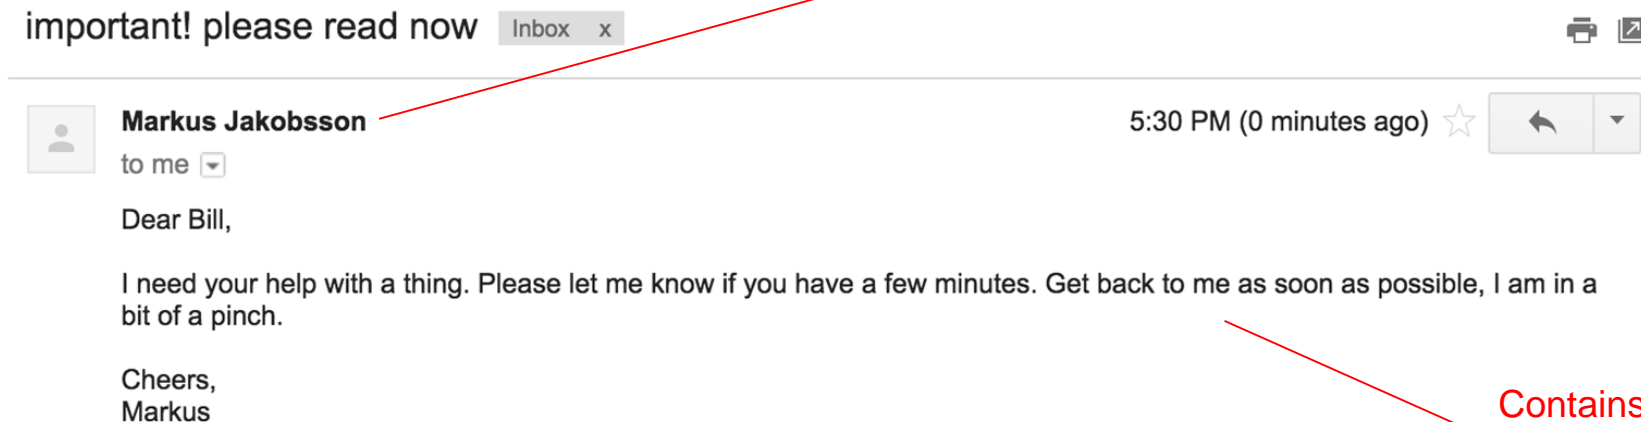 important! please read now Inbox x
Markus Jakobsson 5:30 PM (0 minutes ago)
to me
Dear Bill,
I need your help with a thing. Please let me know if you have a few minutes. Get back to me as soon as possible, I am in a
bit of a pinch.
Cheers,
Markus
Contains